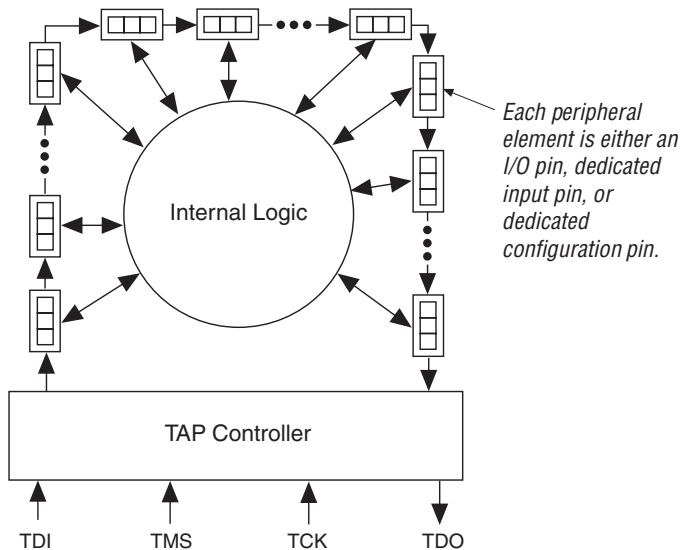 Each peripheral
element is either an
I/O pin, dedicated
input pin, or
dedicated
configuration pin.
Internal Logic
TAP Controller
TDI
TMS
TCK
TDO